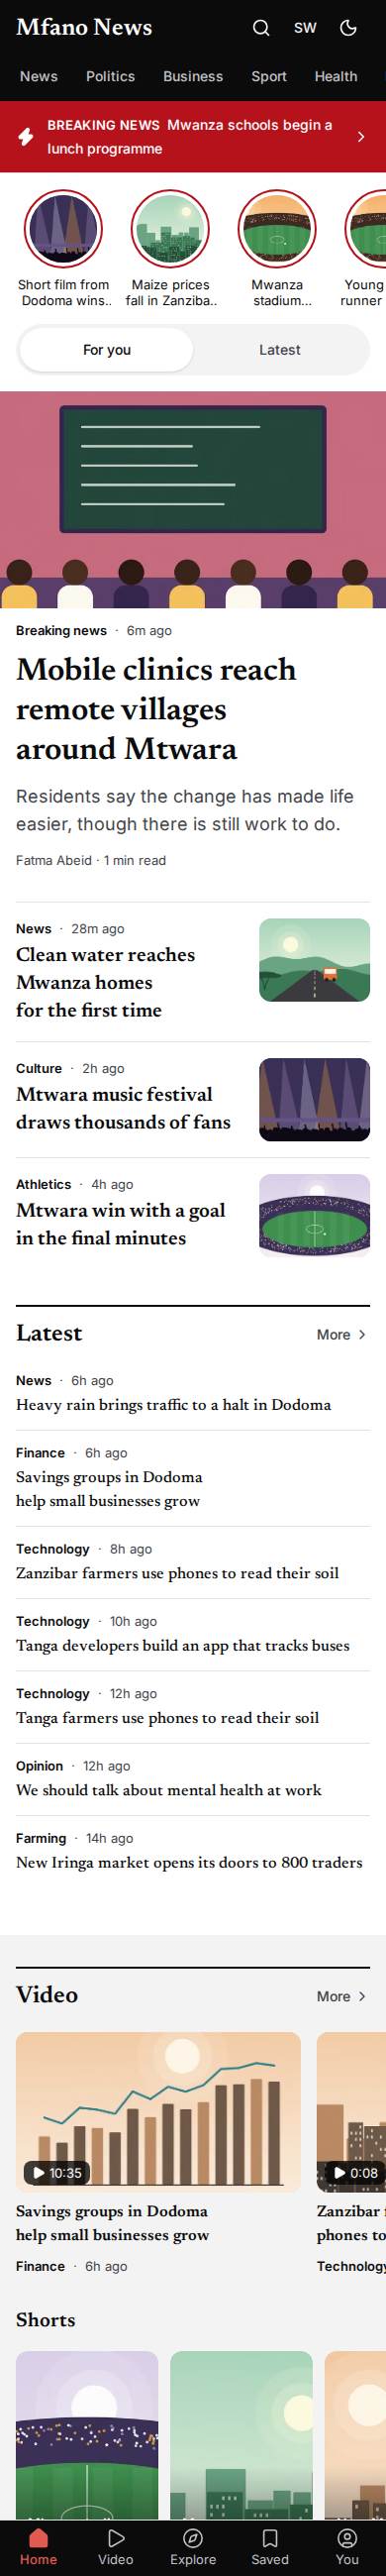 Mfano News
SW
News Politics Business Sport Health
BREAKING NEWS Mwanza schools begin a
lunch programme
Short film from
Dodoma wins..
Maize prices
fall in Zanziba..
Mwanza
stadium...
Young
runner
For you
Latest
Breaking news · 6m ago
Mobile clinics reach
remote villages
around Mtwara
Residents say the change has made life
easier, though there is still work to do.
Fatma Abeid · 1 min read
News · 28m ago
Clean water reaches
Mwanza homes
for the first time
Culture · 2h ago
Mtwara music festival
draws thousands of fans
Athletics · 4h ago
Mtwara win with a goal
in the final minutes
Latest
More
News · 6h ago
Heavy rain brings traffic to a halt in Dodoma
Finance · 6h ago
Savings groups in Dodoma
help small businesses grow
Technology · 8h ago
Zanzibar farmers use phones to read their soil
Technology · 10h ago
Tanga developers build an app that tracks buses
Technology · 12h ago
Tanga farmers use phones to read their soil
Opinion · 12h ago
We should talk about mental health at work
Farming · 14h ago
New Iringa market opens its doors to 800 traders
Video
More
10:35
Savings groups in Dodoma
help small businesses grow
Finance · 6h ago
0:08
Zanzibar
phones to
Technology
Shorts
Home Video Explore Saved You